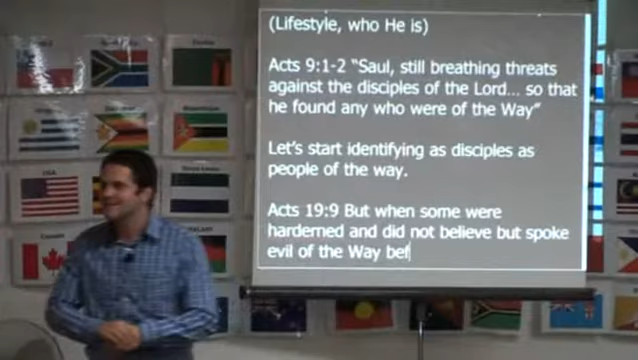 (Lifestyle, who He is)
Acts 9:1-2 “Saul, still breathing threats
against the disciples of the Lord... so that
he found any who were of the Way”
Let’s start identifying as disciples as
people of the way.
Acts 19:9 But when some were
harderned and did not believe but spoke
evil of the Way bef
USA
Canada